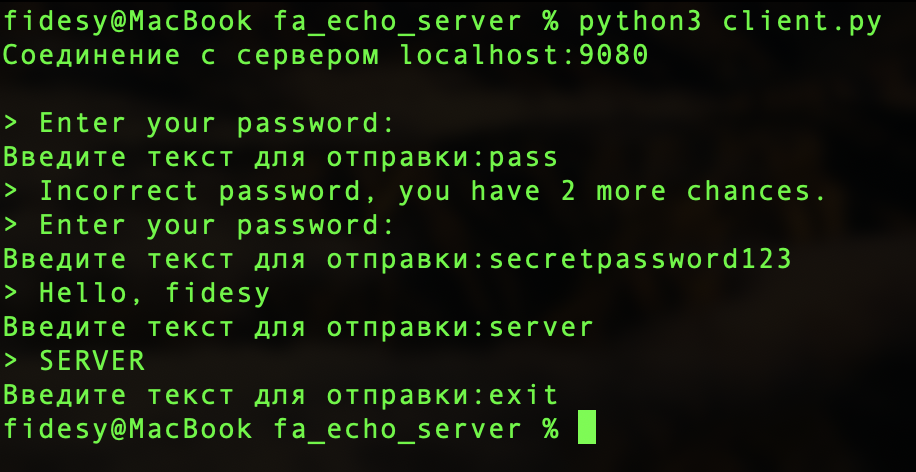 fidesy@MacBook fa_echo_server % python3 client.py
Соединение с сервером localhost:9080
> Enter your password:
Введите текст для отправки:pass
> Incorrect password, you have 2 more chances.
> Enter your password:
Введите текст для отправки:secretpassword123
> Hello, fidesy
Введите текст для отправки:server
> SERVER
Введите текст для отправки:exit
fidesy@MacBook fa_echo_server %